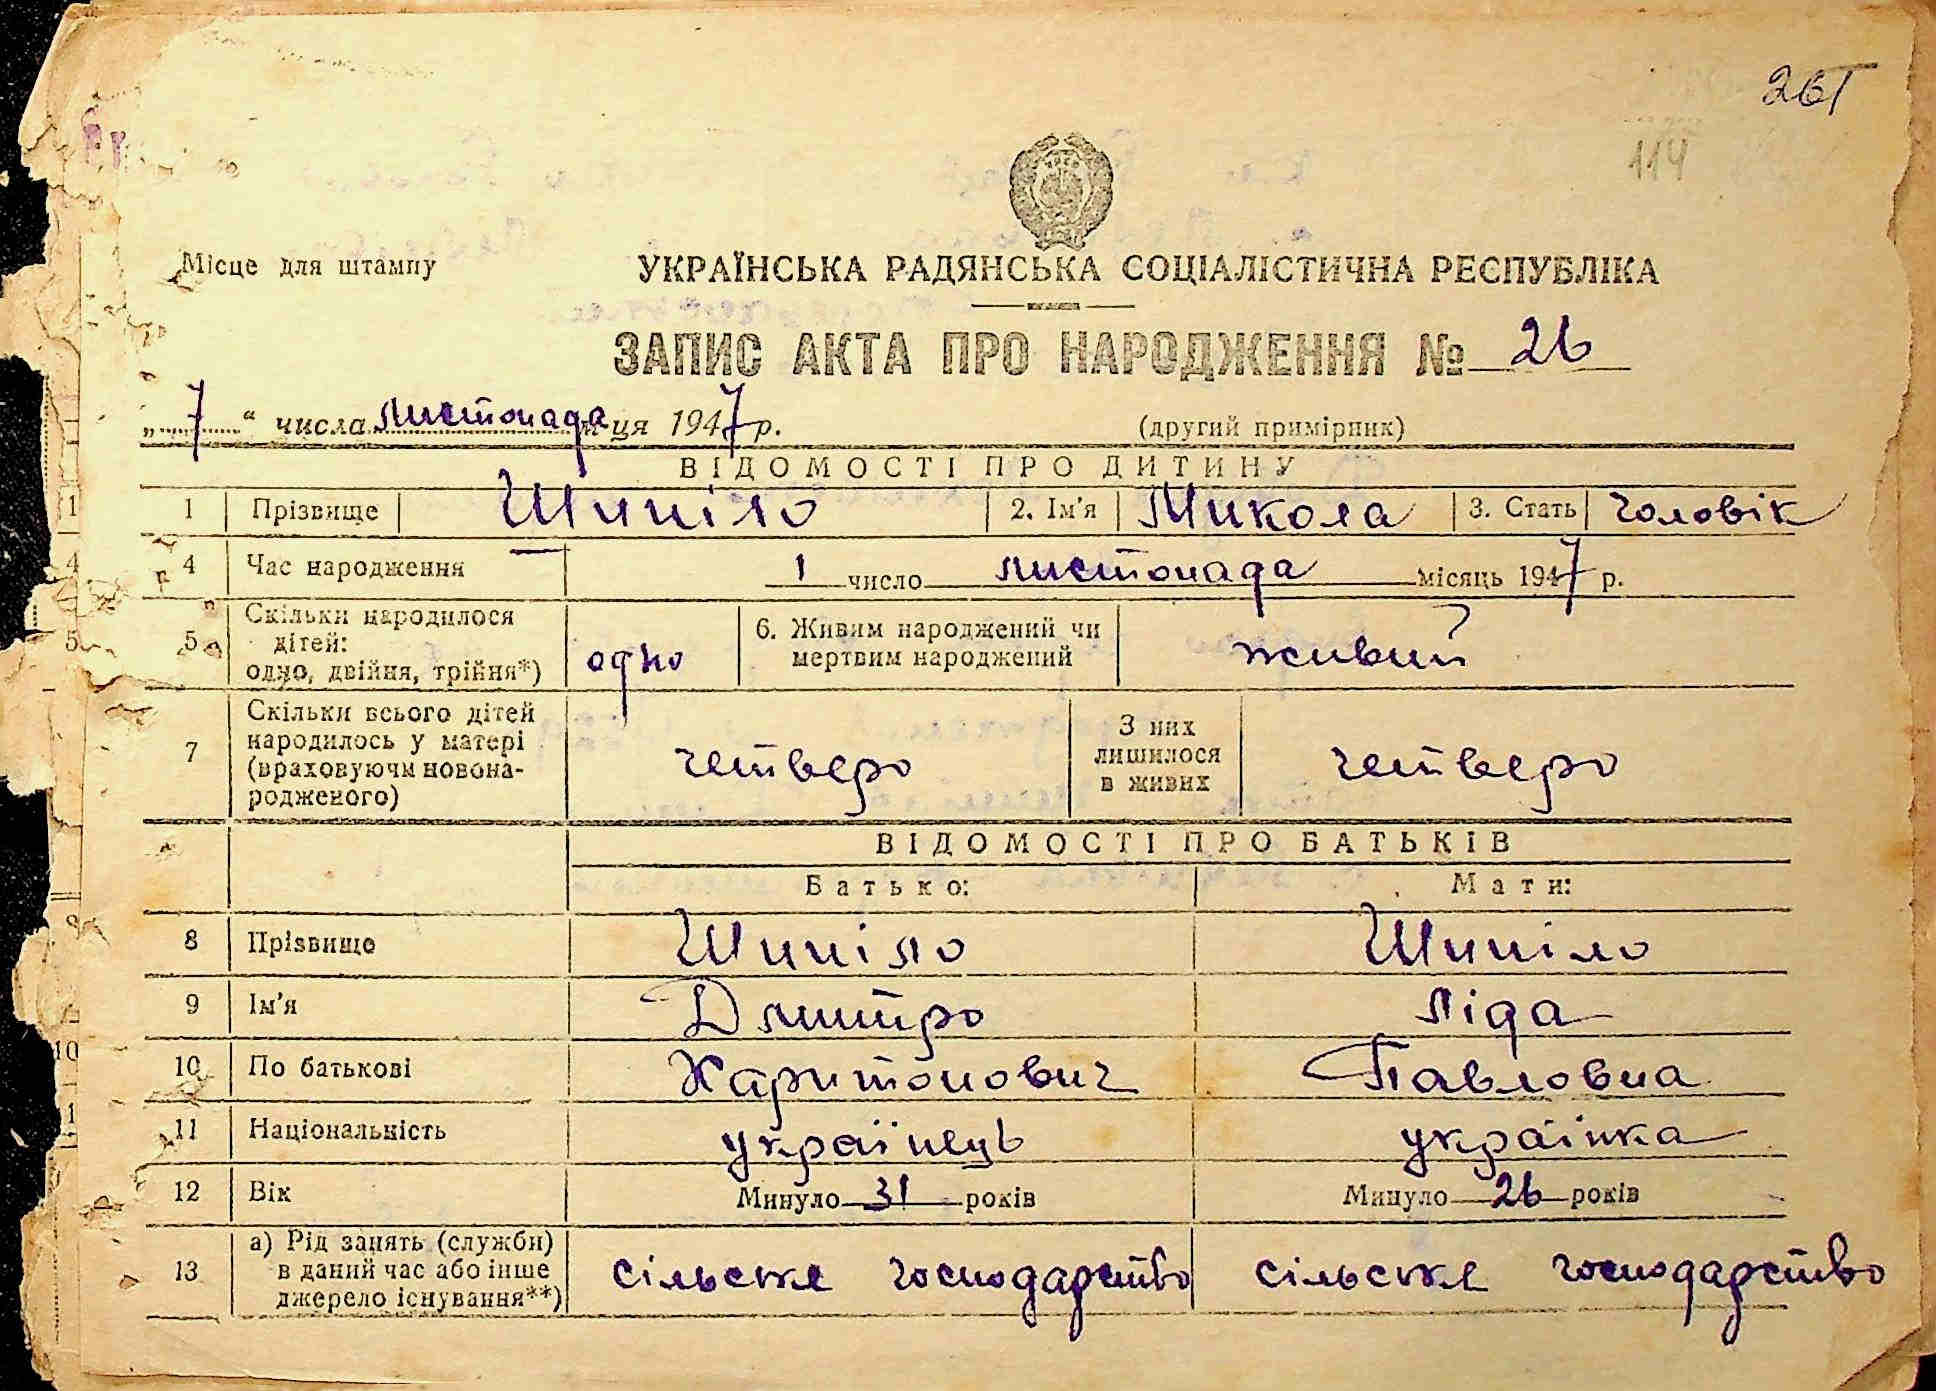 261
114
Місце для штампу
УКРАЇНСЬКА РАДЯНСЬКА СОЦІАЛІСТИЧНА РЕСПУБЛІКА
ЗАПИС АКТА ПРО НАРОДЖЕННЯ № 26
„7“ числа листопада м-ця 1947 р. (другий примірник)
ВІДОМОСТІ ПРО ДИТИНУ
1 Прізвище Шипіло 2. Ім'я Микола 3. Стать чоловік
4 Час народження 1 число листопада місяць 1947 р.
5 Скільки народилося дітей: одно, двійня, трійня*) одно 6. Живим народжений чи мертвим народжений живий
7 Скільки всього дітей народилось у матері (враховуючи новонародженого) четверо З них лишилося в живих четверо
ВІДОМОСТІ ПРО БАТЬКІВ
Батько: Мати:
8 Прізвище Шипіло Шипіло
9 Ім'я Дмитро Ліда
10 По батькові Харитонович Павловна
11 Національність українець українка
12 Вік Минуло 31 років Минуло 26 років
13 а) Рід занять (служби) в даний час або інше джерело існування**) сільське господарство сільське господарство